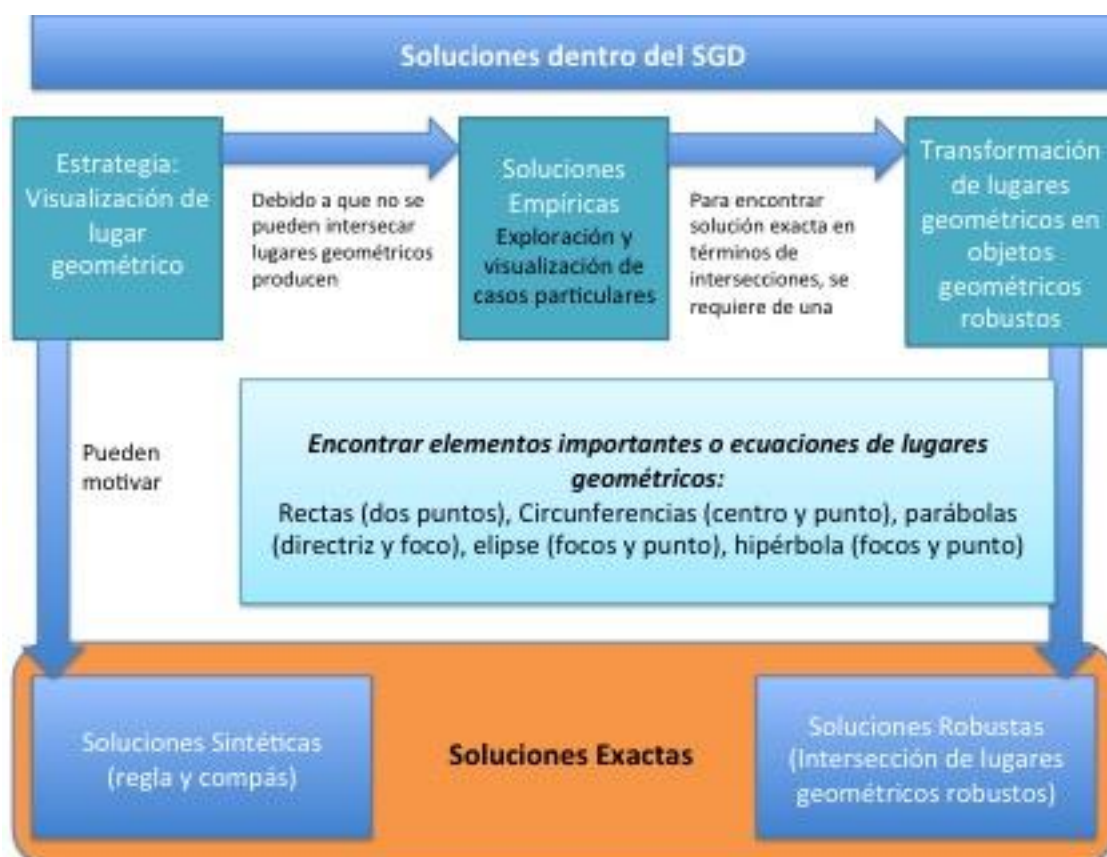 Soluciones dentro del SGD
Estrategia:
Visualización de
lugar
geométrico
Debido a que no se
pueden intersecar
lugares geométricos
producen
Soluciones
Empíricas
Exploración y
visualización de
casos particulares
Para encontrar
solución exacta en
términos de
intersecciones, se
requiere de una
Transformación
de lugares
geométricos en
objetos
geométricos
robustos
Pueden
motivar
Encontrar elementos importantes o ecuaciones de lugares
geométricos:
Rectas (dos puntos), Circunferencias (centro y punto), parábolas
(directriz y foco), elipse (focos y punto), hipérbola (focos y punto)
Soluciones Sintéticas
(regla y compás)
Soluciones Exactas
Soluciones Robustas
(Intersección de lugares
geométricos robustos)